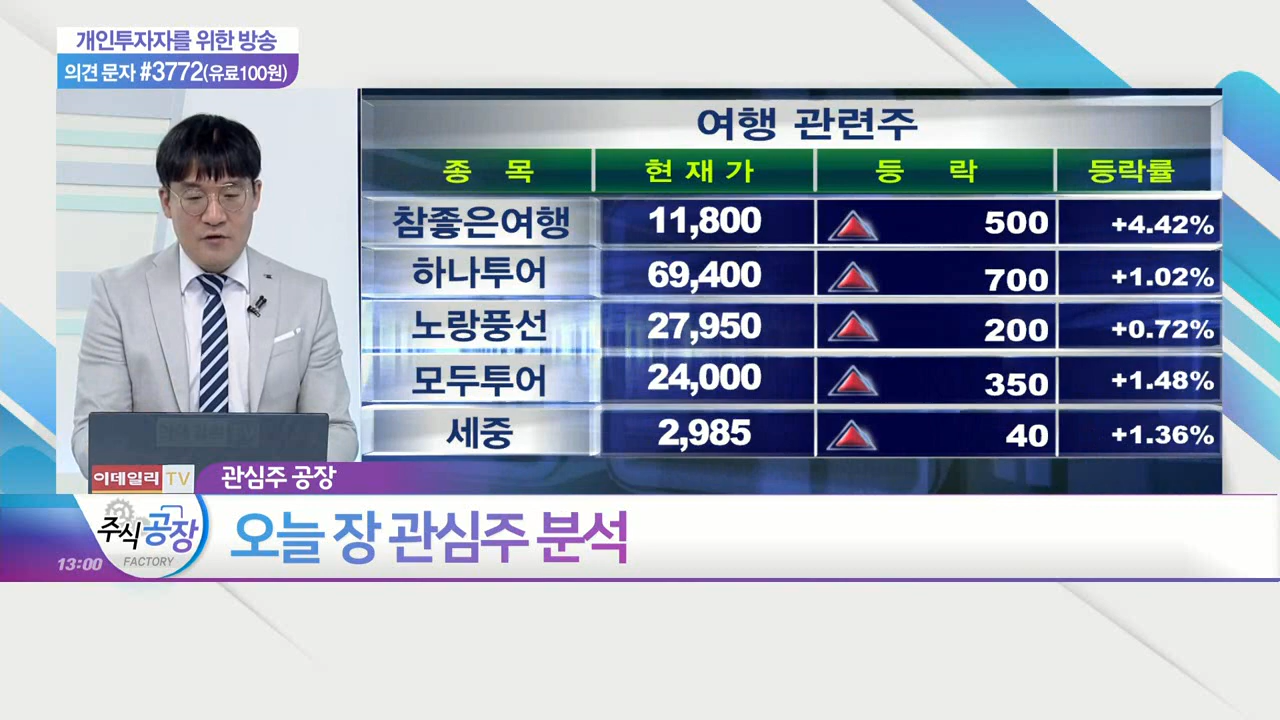 개인투자자를 위한 방송
의견 문자 #3772(유료100원)
여행 관련주
종 목 현 재 가 등 락 등락률
참좋은여행 11,800 500 +4.42%
하나투어 69,400 700 +1.02%
노랑풍선 27,950 200 +0.72%
모두투어 24,000 350 +1.48%
세중 2,985 40 +1.36%
이데일리 TV
관심주 공장
주식공장
FACTORY
13:00
오늘 장 관심주 분석